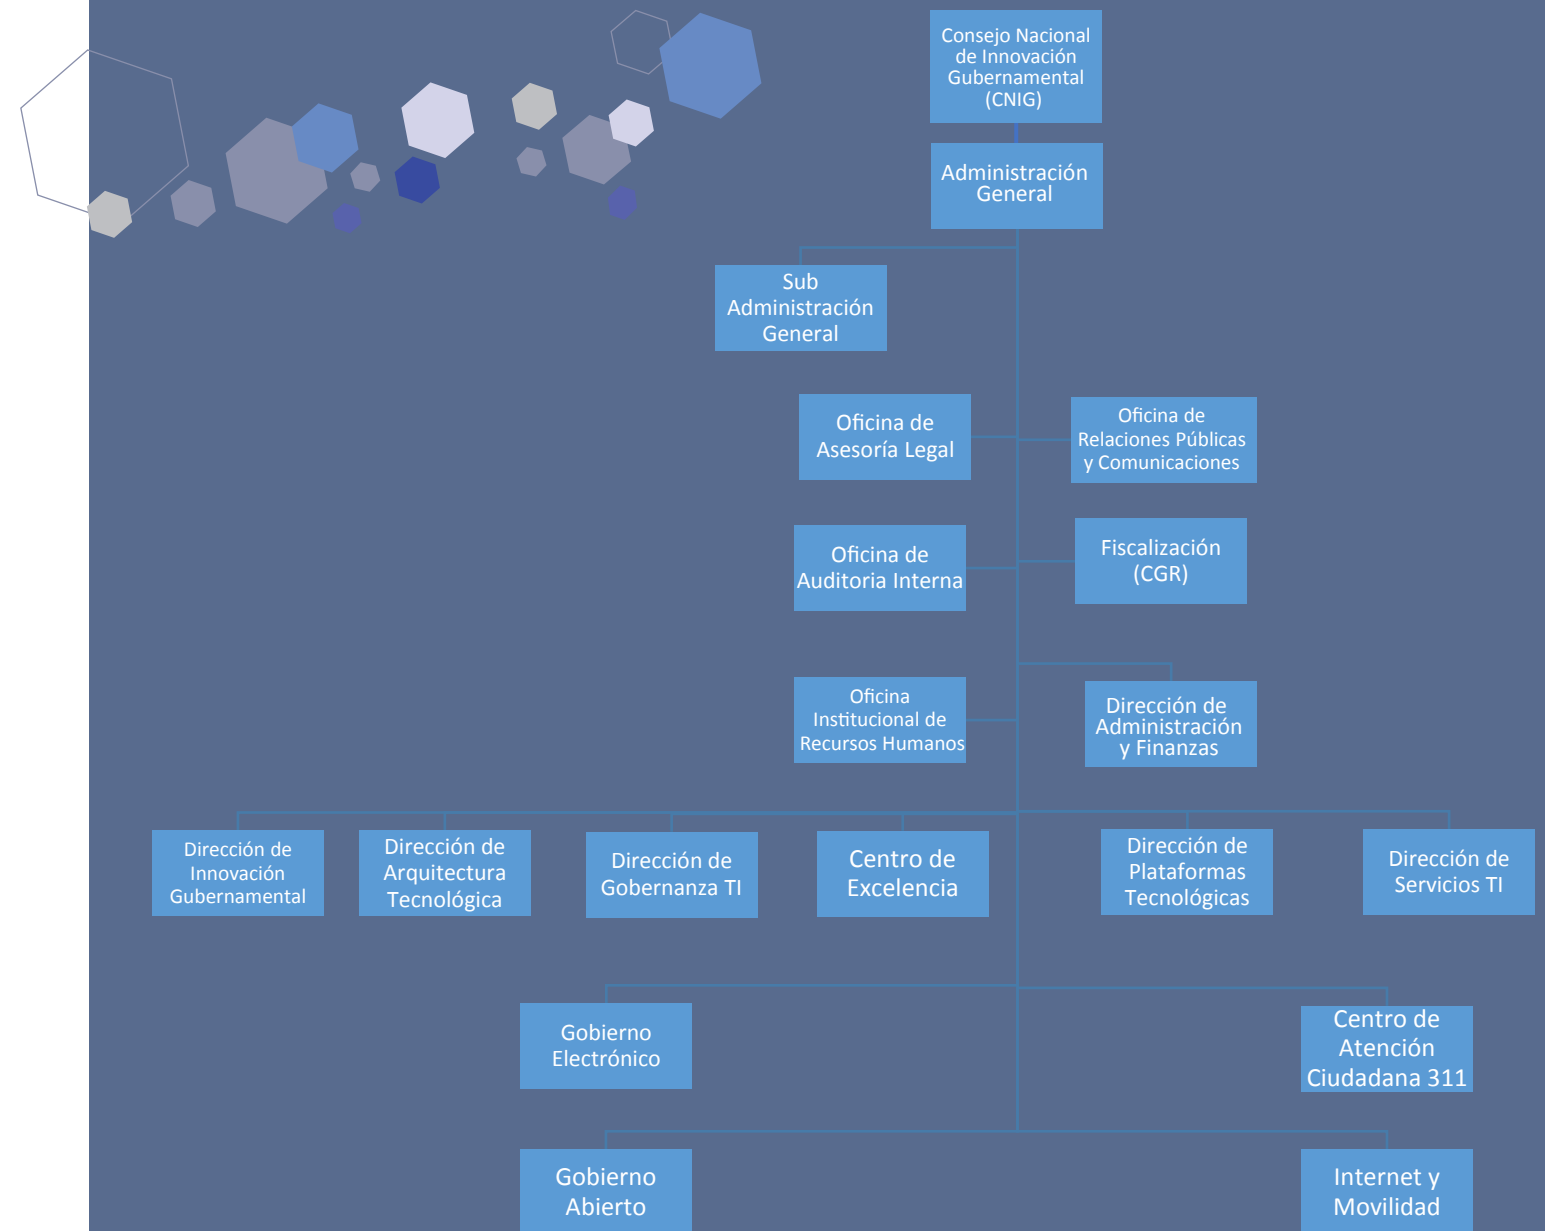 Consejo Nacional
de Innovación
Gubernamental
(CNIG)
Administración
General
Sub
Administración
General
Oficina de
Asesoría Legal
Oficina de
Relaciones Públicas
y Comunicaciones
Oficina de
Auditoria Interna
Fiscalización
(CGR)
Oficina
Institucional de
Recursos Humanos
Dirección de
Administración
y Finanzas
Dirección de
Innovación
Gubernamental
Dirección de
Arquitectura
Tecnológica
Dirección de
Gobernanza TI
Centro de
Excelencia
Dirección de
Plataformas
Tecnológicas
Dirección de
Servicios TI
Gobierno
Electrónico
Centro de
Atención
Ciudadana 311
Gobierno
Abierto
Internet y
Movilidad